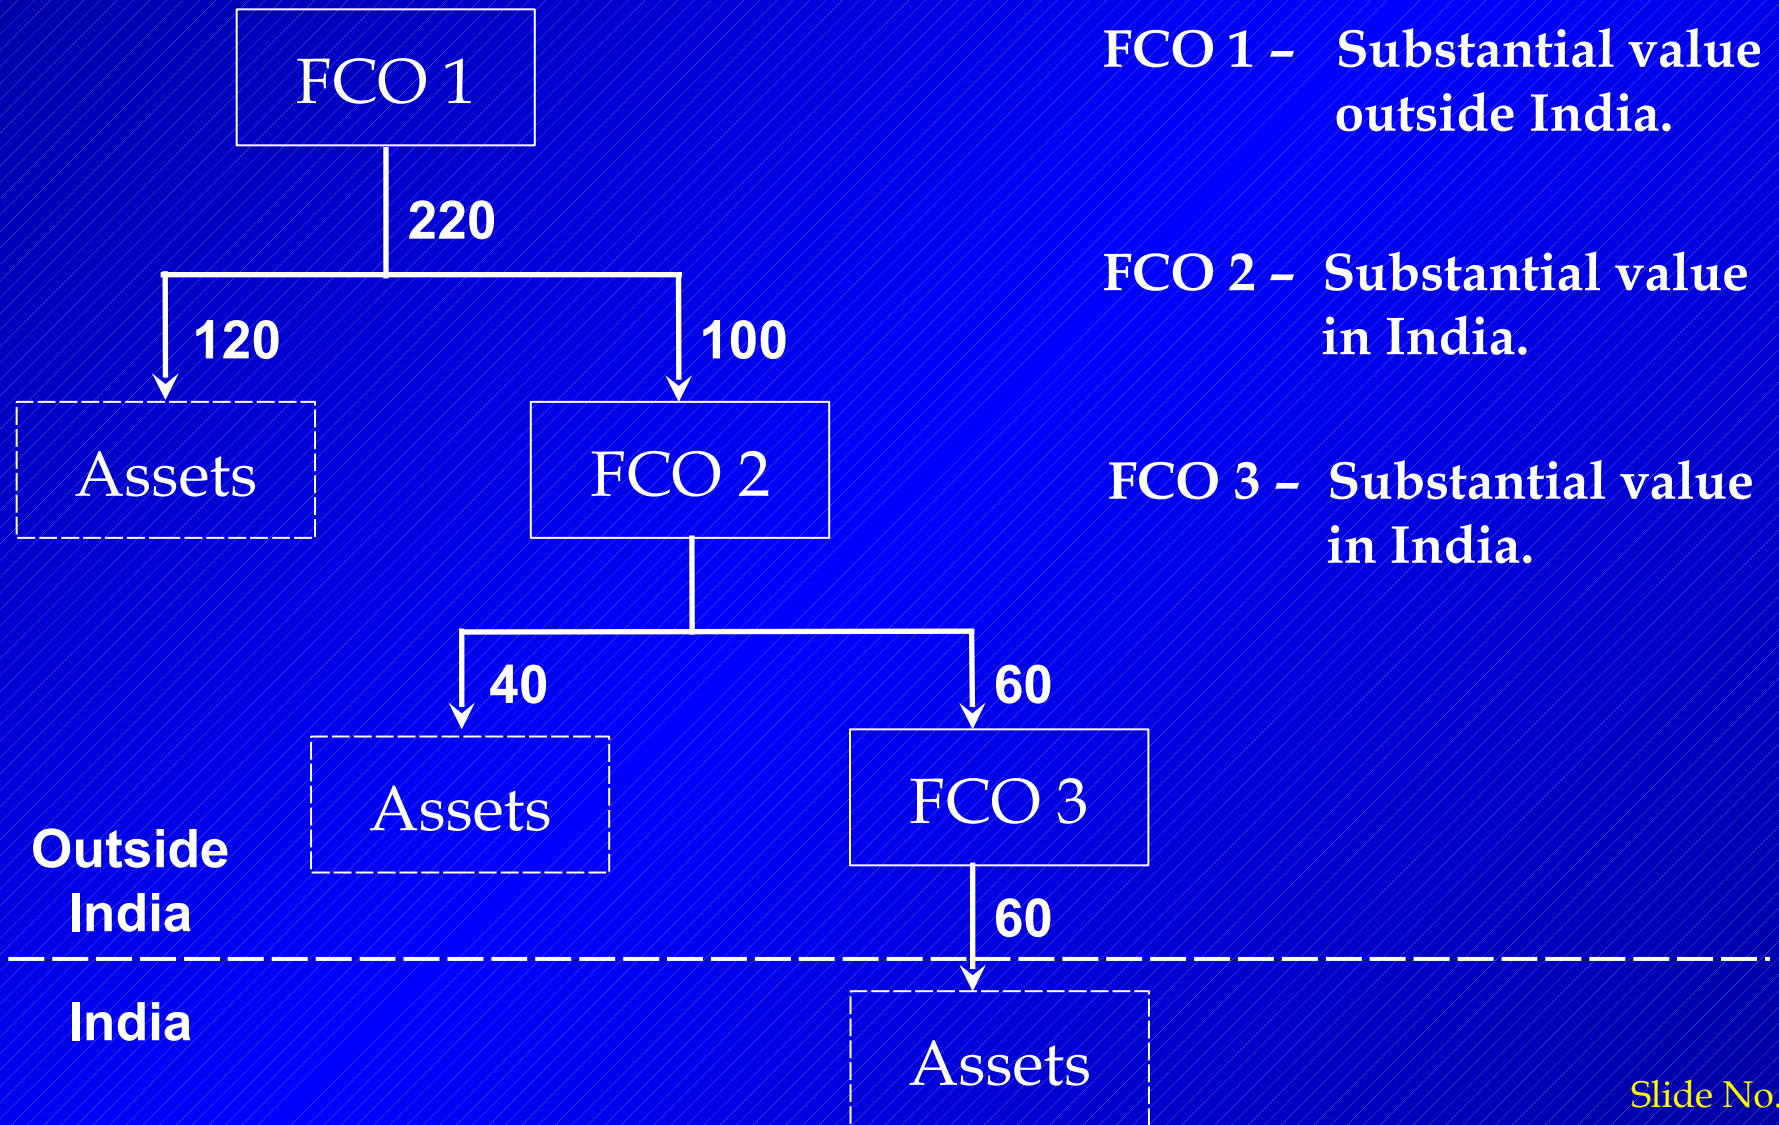 FCO 1
220
120
100
Assets
FCO 2
40
60
Assets
FCO 3
60
Outside
India
India
Assets
FCO 1 – Substantial value
outside India.
FCO 2 – Substantial value
in India.
FCO 3 – Substantial value
in India.
Slide No.